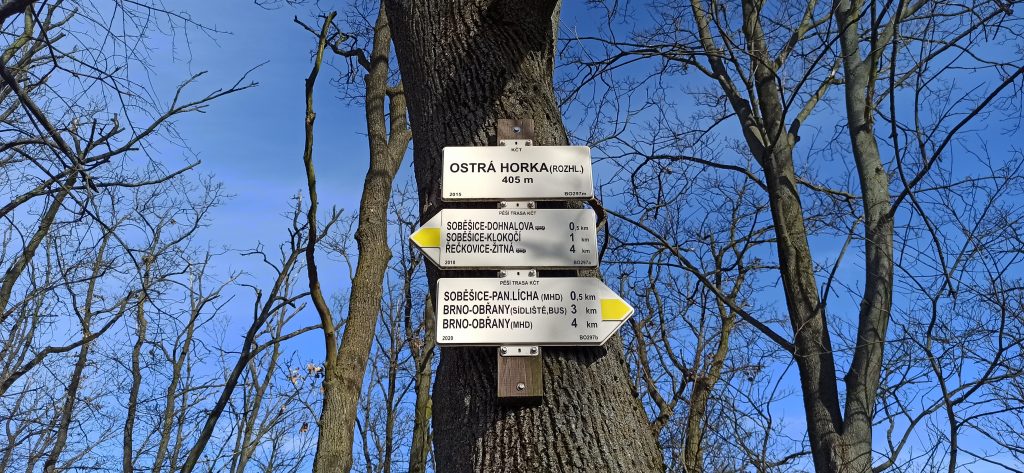 KČT
OSTRÁ HORKA (ROZHL.)
405 m
2015 BO297m
PĚŠÍ TRASA KČT
SOBĚŠICE-DOHNALOVA 0,5 km
SOBĚŠICE-KLOKOČÍ 1 km
ŘEČKOVICE-ŽITNÁ 4 km
2018 BO297a
PĚŠÍ TRASA KČT
SOBĚŠICE-PAN.LÍCHA (MHD) 0,5 km
BRNO-OBŘANY (SÍDLIŠTĚ,BUS) 3 km
BRNO-OBŘANY (MHD) 4 km
2020 BO297b